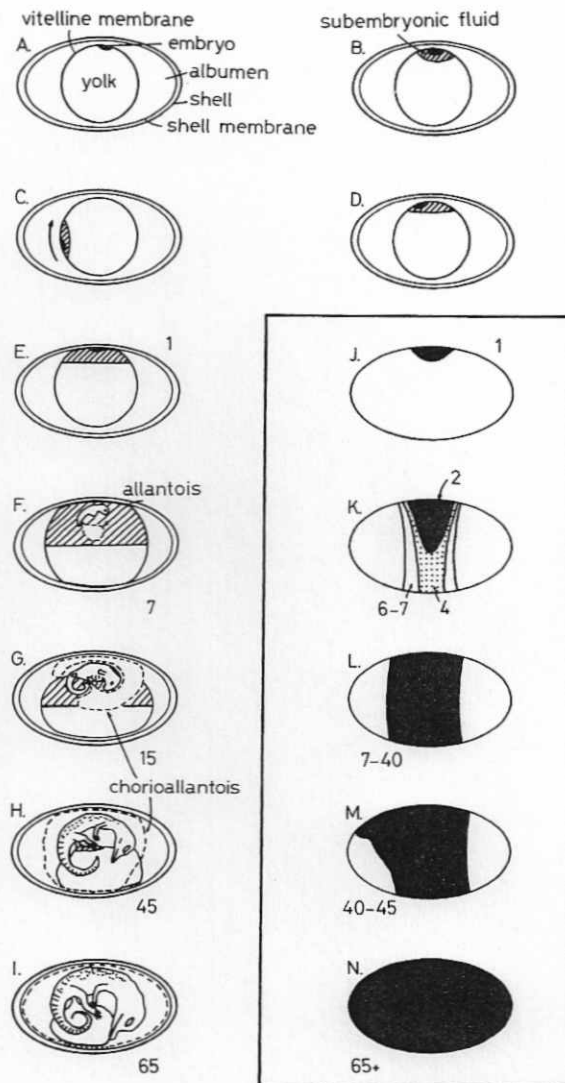 A.
vitelline membrane
embryo
albumen
yolk
shell
shell membrane
B.
subembryonic fluid
C.
D.
E.
1
F.
allantois
7
G.
15
chorioallantois
H.
45
I.
65
J.
1
K.
2
6-7
4
L.
7-40
M.
40-45
N.
65+